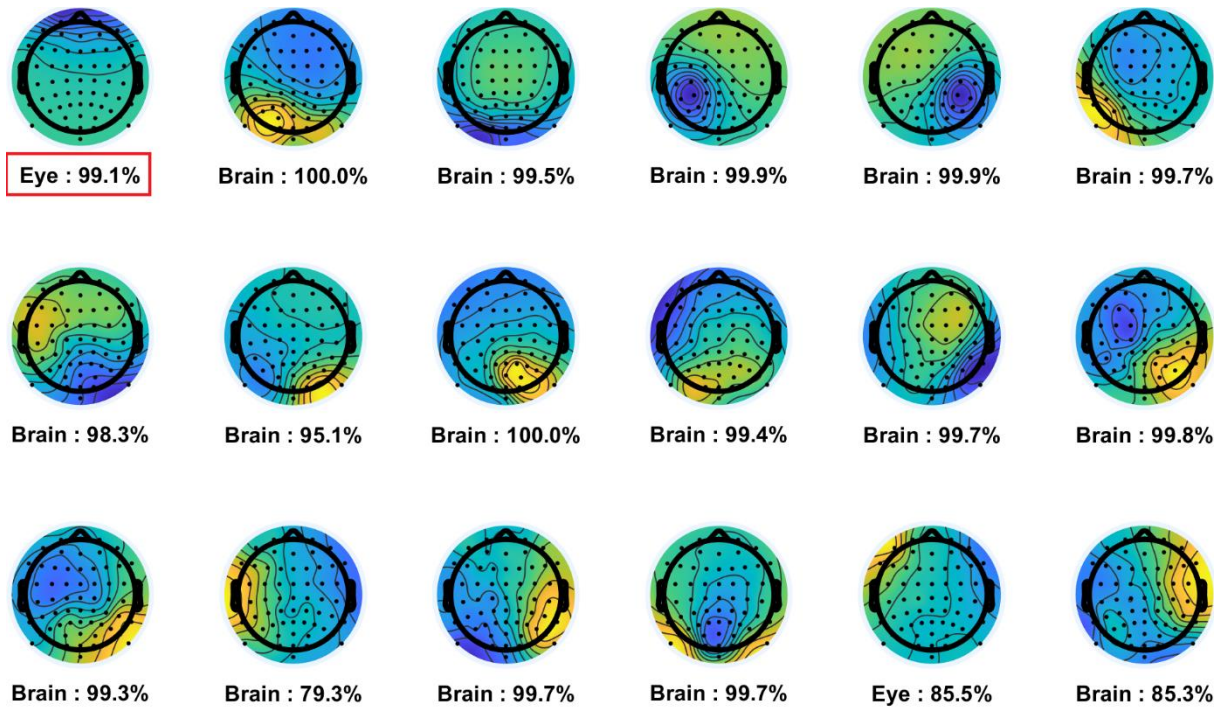 Eye : 99.1% Brain : 100.0% Brain : 99.5% Brain : 99.9% Brain : 99.9% Brain : 99.7%
Brain : 98.3% Brain : 95.1% Brain : 100.0% Brain : 99.4% Brain : 99.7% Brain : 99.8%
Brain : 99.3% Brain : 79.3% Brain : 99.7% Brain : 99.7% Eye : 85.5% Brain : 85.3%